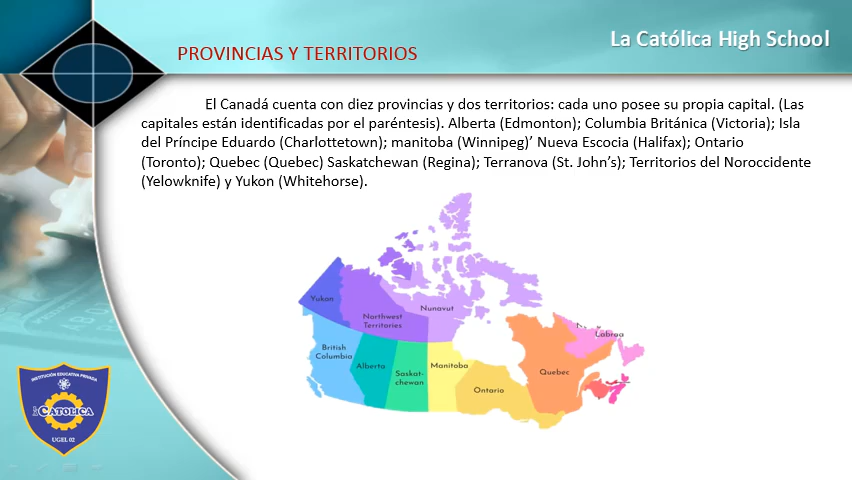 La Católica High School
PROVINCIAS Y TERRITORIOS
El Canadá cuenta con diez provincias y dos territorios: cada uno posee su propia capital. (Las
capitales están identificadas por el paréntesis). Alberta (Edmonton); Columbia Británica (Victoria); Isla
del Príncipe Eduardo (Charlottetown); manitoba (Winnipeg)’ Nueva Escocia (Halifax); Ontario
(Toronto); Quebec (Quebec) Saskatchewan (Regina); Terranova (St. John’s); Territorios del Noroccidente
(Yelowknife) y Yukon (Whitehorse).
Yukon
Nunavut
Northwest
Territories
Labrea
British
Columbia
Alberta
Saskat-
chewan
Manitoba
Ontario
Quebec
INSTITUCIÓN EDUCATIVA PRIVADA
CATOLICA
UGEL 02